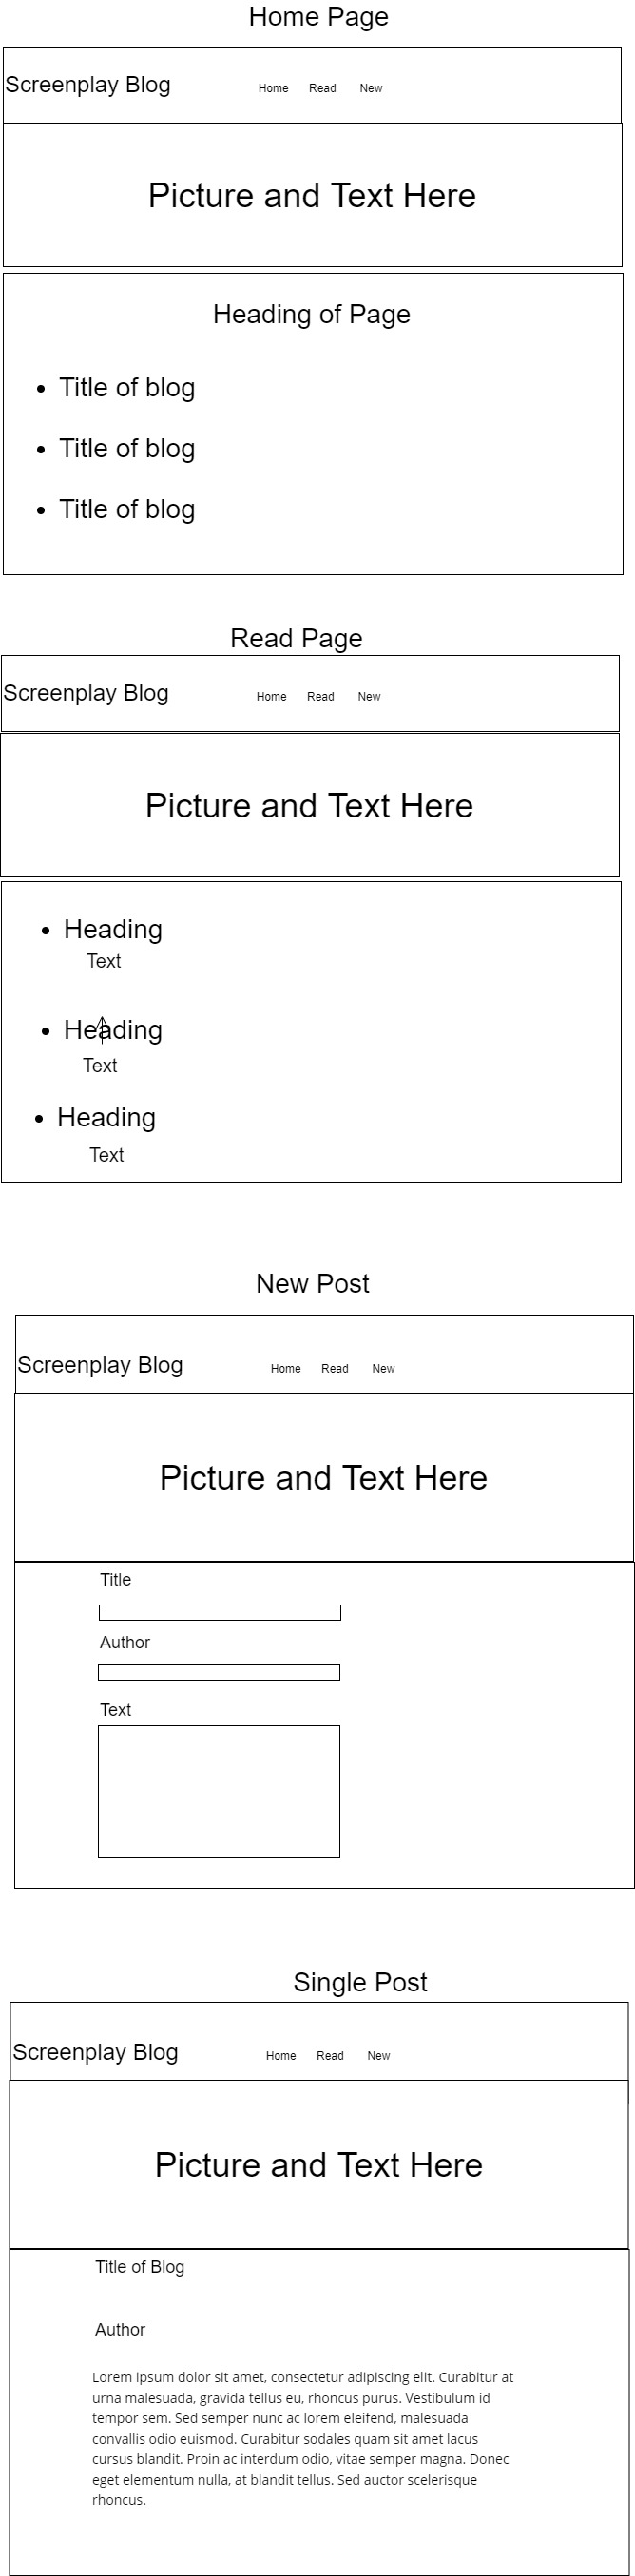 Home Page
Screenplay Blog
Home Read New
Picture and Text Here
Heading of Page
• Title of blog
• Title of blog
• Title of blog
Read Page
Screenplay Blog
Home Read New
Picture and Text Here
• Heading
Text
• Heading
Text
• Heading
Text
New Post
Screenplay Blog
Home Read New
Picture and Text Here
Title
Author
Text
Single Post
Screenplay Blog
Home Read New
Picture and Text Here
Title of Blog
Author
Lorem ipsum dolor sit amet, consectetur adipiscing elit. Curabitur at
urna malesuada, gravida tellus eu, rhoncus purus. Vestibulum id
tempor sem. Sed semper nunc ac lorem eleifend, malesuada
convallis odio euismod. Curabitur sodales quam sit amet lacus
cursus blandit. Proin ac interdum odio, vitae semper magna. Donec
eget elementum nulla, at blandit tellus. Sed auctor scelerisque
rhoncus.